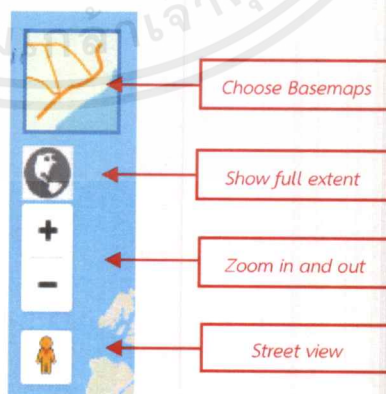 Choose Basemaps
Show full extent
+
Zoom in and out
−
Street view